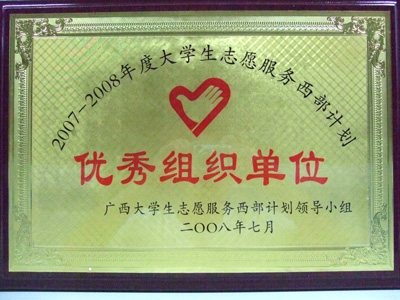 2007-2008年度大学生志愿服务西部计划
优秀组织单位
广西大学生志愿服务西部计划领导小组
二〇〇八年七月